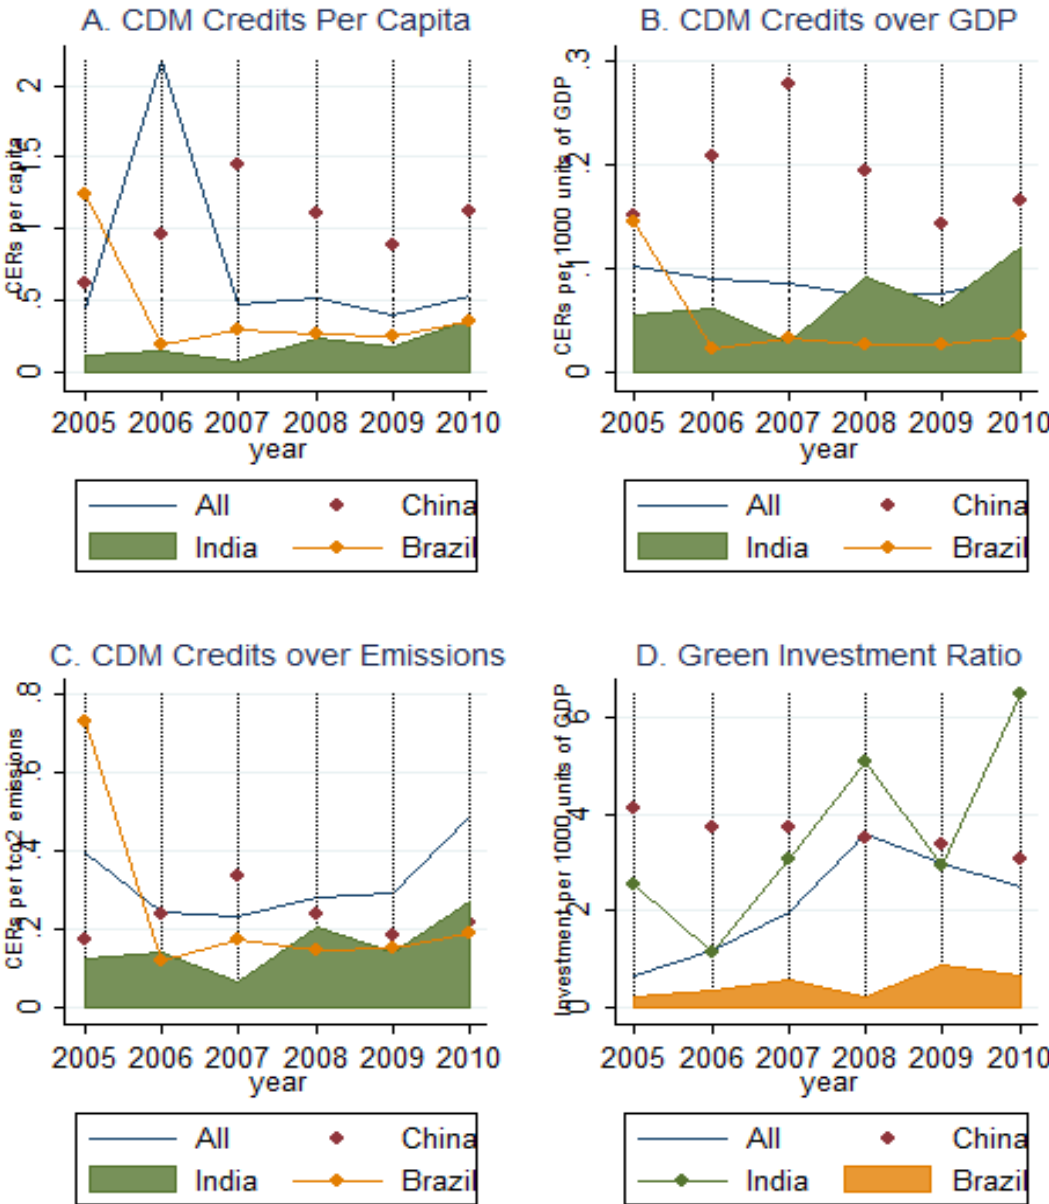 A. CDM Credits Per Capita
CERs per capita
0 .5 1 1.5 2
2005 2006 2007 2008 2009 2010
year
All China
India Brazil
B. CDM Credits over GDP
CERs per 1000 units of GDP
0 .1 .2 .3
2005 2006 2007 2008 2009 2010
year
All China
India Brazil
C. CDM Credits over Emissions
CERs per tco2 emissions
0 .2 .4 .6 .8
2005 2006 2007 2008 2009 2010
year
All China
India Brazil
D. Green Investment Ratio
Investment per 1000 units of GDP
0 .2 .4 .6
2005 2006 2007 2008 2009 2010
year
All China
India Brazil